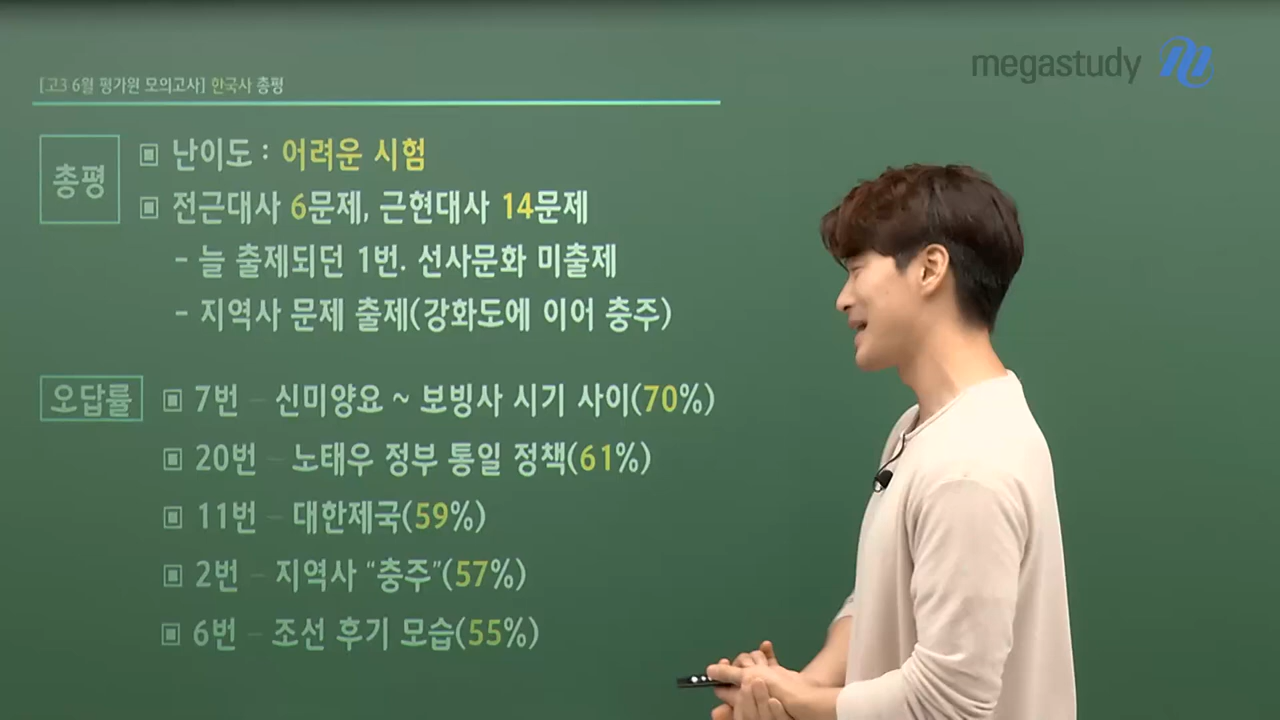 [고3 6월 평가원 모의고사] 한국사 총평
megastudy
총평
▣ 난이도 : 어려운 시험
▣ 전근대사 6문제, 근현대사 14문제
- 늘 출제되던 1번. 선사문화 미출제
- 지역사 문제 출제(강화도에 이어 충주)
오답률
▣ 7번 - 신미양요 ~ 보빙사 시기 사이(70%)
▣ 20번 - 노태우 정부 통일 정책(61%)
▣ 11번 - 대한제국(59%)
▣ 2번 - 지역사 “충주”(57%)
▣ 6번 - 조선 후기 모습(55%)